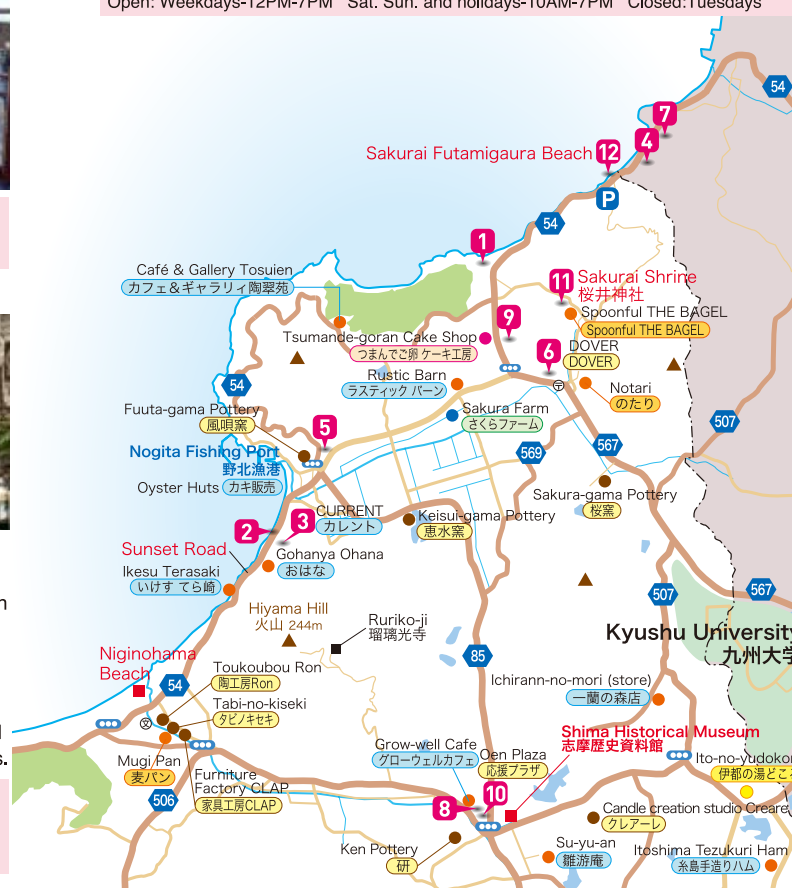 Open: Weekdays-12PM-7PM Sat. Sun. and holidays-10AM-7PM Closed:Tuesdays
54
7
4
Sakurai Futamigaura Beach
12
P
54
1
Café & Gallery Tosuien
カフェ&ギャラリィ陶翠苑
11
Sakurai Shrine
桜井神社
Spoonful THE BAGEL
Spoonful THE BAGEL
9
Tsumande-goran Cake Shop
つまんでご卵 ケーキ工房
DOVER
DOVER
6
Rustic Barn
ラスティック バーン
54
Notari
のたり
Fuuta-gama Pottery
風唄窯
Sakura Farm
さくらファーム
507
5
567
Nogita Fishing Port
野北漁港
569
Oyster Huts
カキ販売
Sakura-gama Pottery
桜窯
CURRENT
カレント
Keisui-gama Pottery
恵水窯
2
3
Sunset Road
Gohanya Ohana
おはな
Ikesu Terasaki
いけす てら崎
n
507
567
Hiyama Hill
火山 244m
Ruriko-ji
瑠璃光寺
Kyushu University
九州大学
Niginohama
Beach
85
Toukoubou Ron
陶工房Ron
54
Ichirann-no-mori (store)
一蘭の森店
Tabi-no-kiseki
タビノキセキ
文
Shima Historical Museum
志摩歴史資料館
Grow-well Cafe
グローウェルカフェ
Oen Plaza
応援プラザ
s.
Mugi Pan
麦パン
Furniture
Factory CLAP
家具工房CLAP
Ito-no-yudokor
伊都の湯どころ
506
8
10
Candle creation studio Creare
クレアーレ
Ken Pottery
研
Su-yu-an
雛游庵
Itoshima Tezukuri Ham
糸島手造りハム